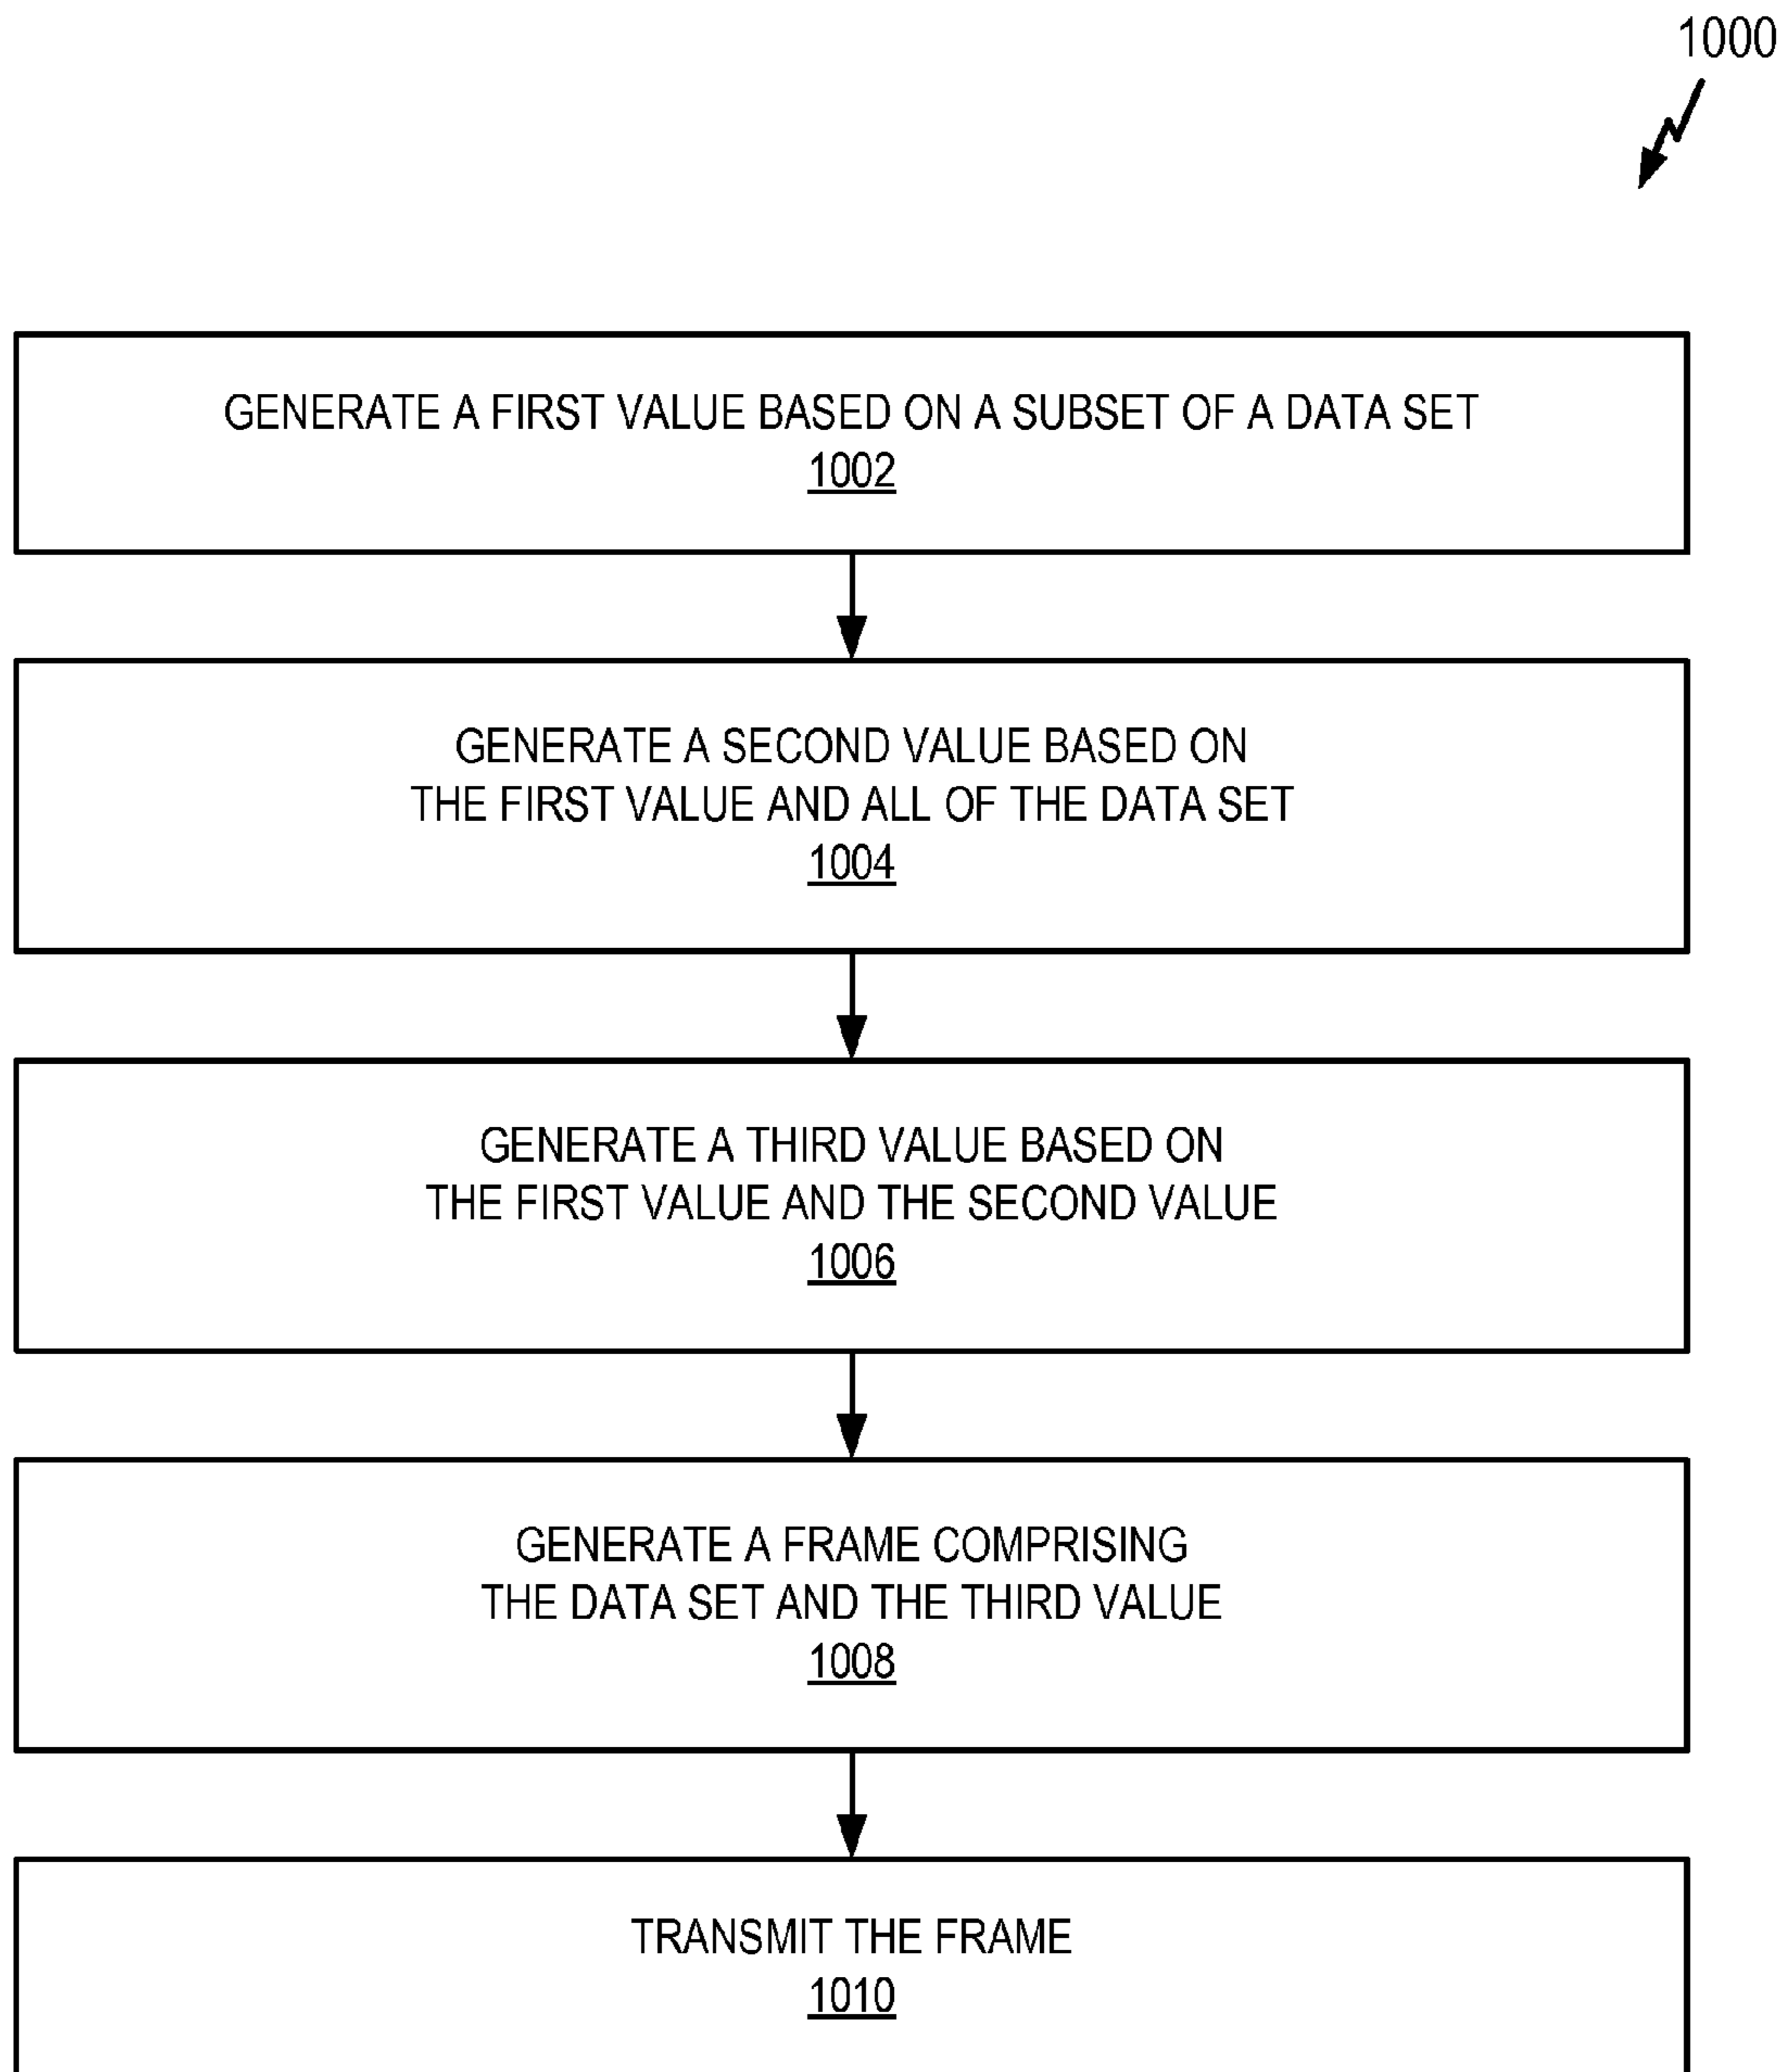 1000
GENERATE A FIRST VALUE BASED ON A SUBSET OF A DATA SET
1002
GENERATE A SECOND VALUE BASED ON
THE FIRST VALUE AND ALL OF THE DATA SET
1004
GENERATE A THIRD VALUE BASED ON
THE FIRST VALUE AND THE SECOND VALUE
1006
GENERATE A FRAME COMPRISING
THE DATA SET AND THE THIRD VALUE
1008
TRANSMIT THE FRAME
1010